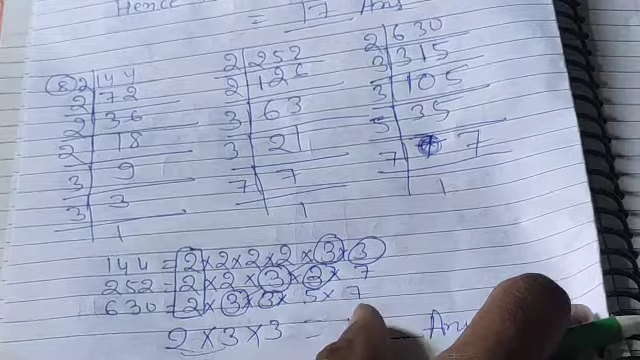 Hence
= 17 Ans
(8) 2 | 144
2 | 72
2 | 36
2 | 18
3 | 9
3 | 3
1
2 | 252
2 | 126
3 | 63
3 | 21
7 | 7
1
2 | 630
3 | 315
3 | 105
5 | 35
7 | 7
1
144 = 2 × 2 × 2 × 2 × 3 × 3
252 = 2 × 2 × 3 × 3 × 7
630 = 2 × 3 × 3 × 5 × 7
2 × 3 × 3 =